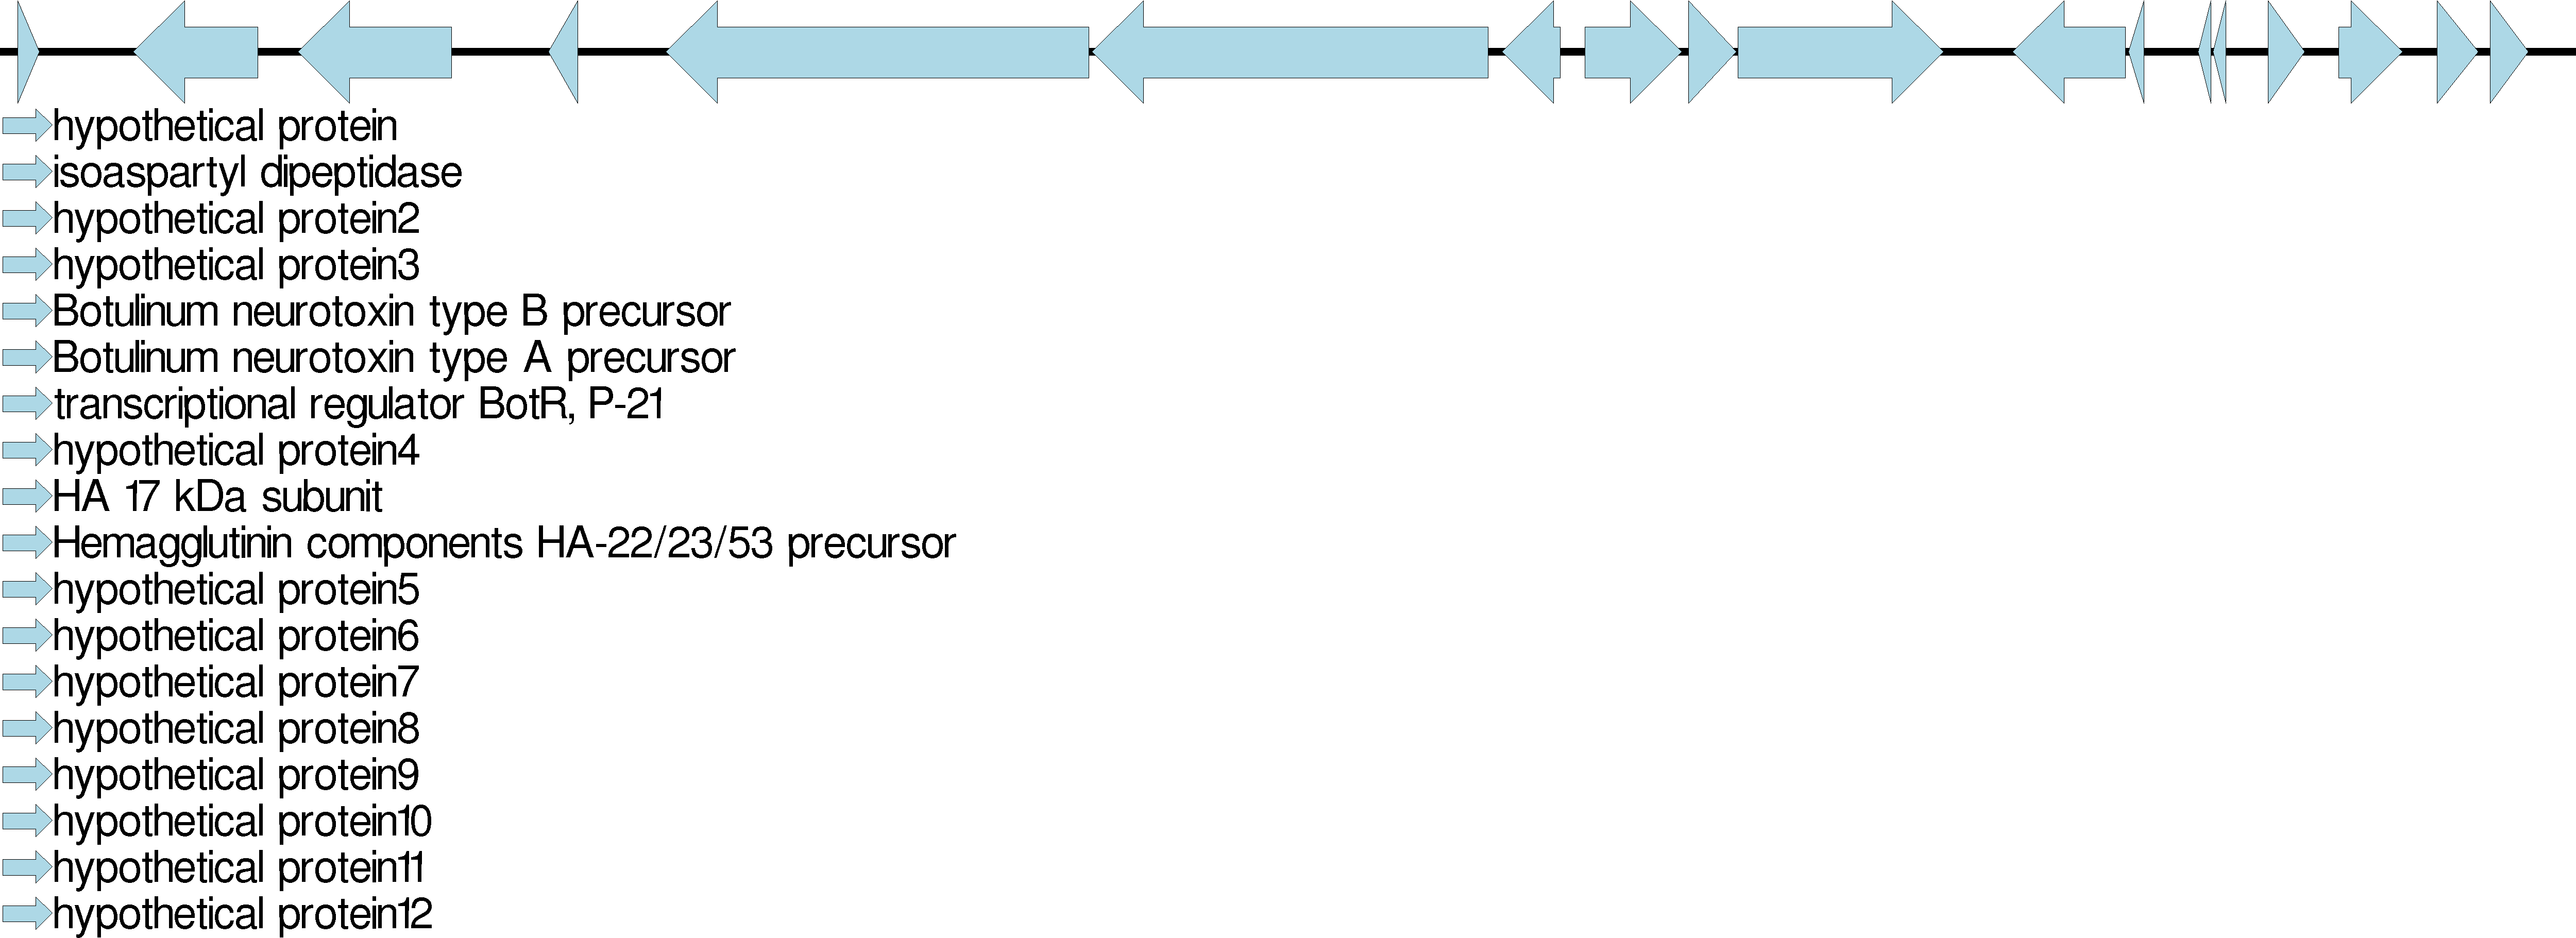 hypothetical protein
isoaspartyl dipeptidase
hypothetical protein2
hypothetical protein3
Botulinum neurotoxin type B precursor
Botulinum neurotoxin type A precursor
transcriptional regulator BotR, P-21
hypothetical protein4
HA 17 kDa subunit
Hemagglutinin components HA-22/23/53 precursor
hypothetical protein5
hypothetical protein6
hypothetical protein7
hypothetical protein8
hypothetical protein9
hypothetical protein10
hypothetical protein11
hypothetical protein12